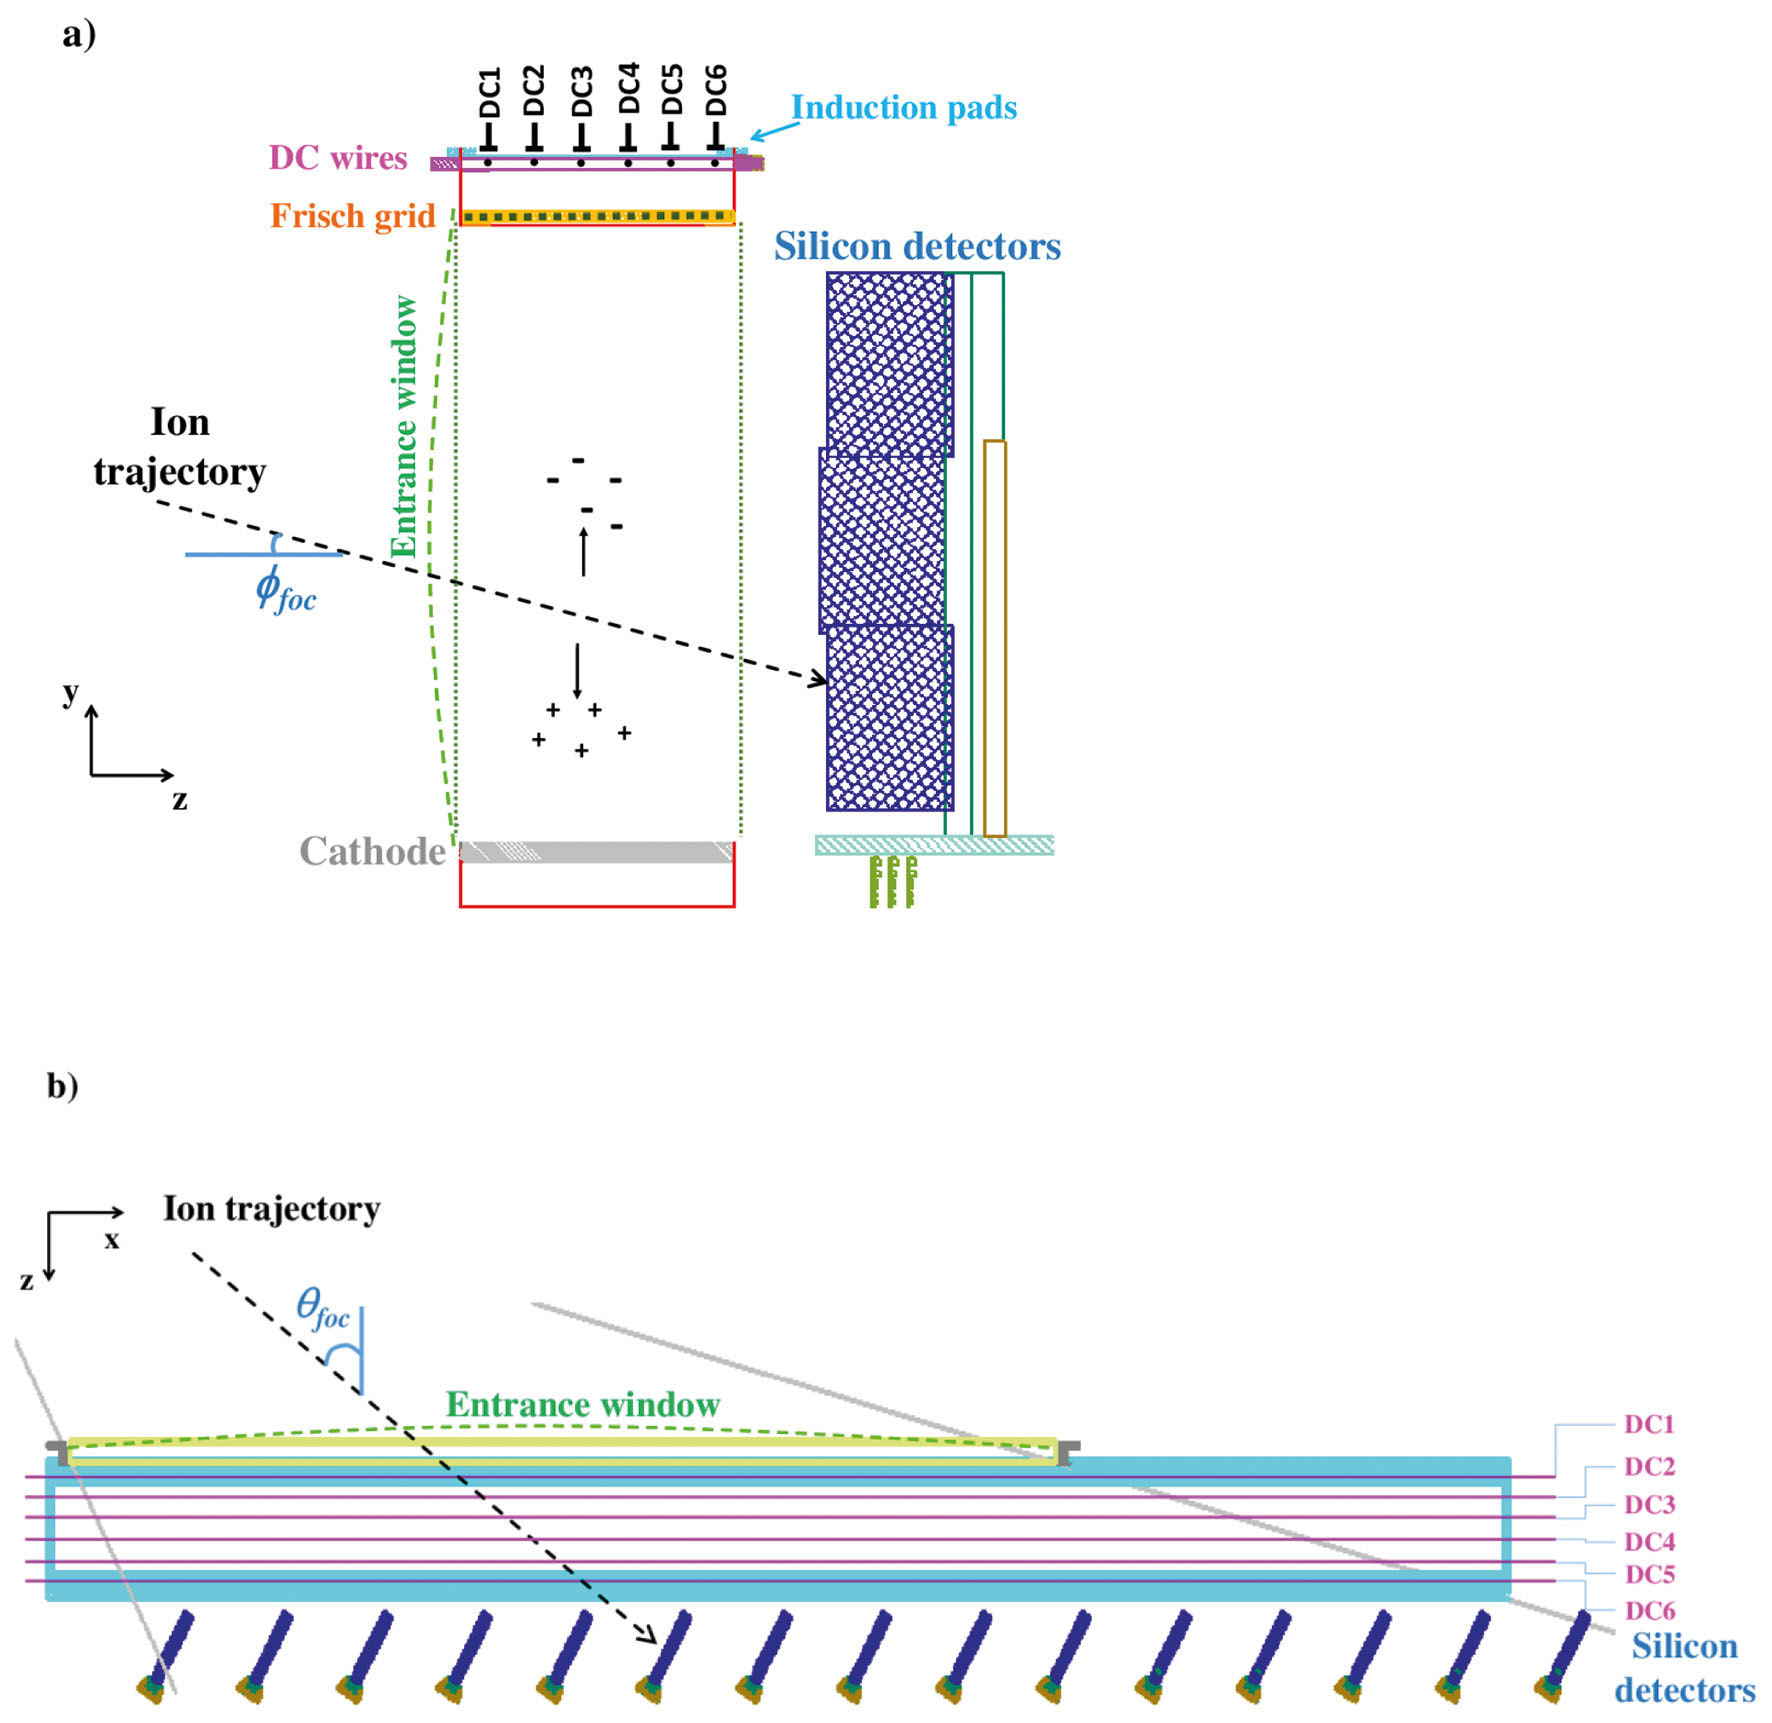 a)
DC1
DC2
DC3
DC4
DC5
DC6
Induction pads
DC wires
Frisch grid
Silicon detectors
Entrance window
Ion
trajectory
ϕfoc
- - - - -
y
z
+ + + + +
Cathode
b)
Ion trajectory
x
z
θfoc
Entrance window
DC1
DC2
DC3
DC4
DC5
DC6
Silicon
detectors